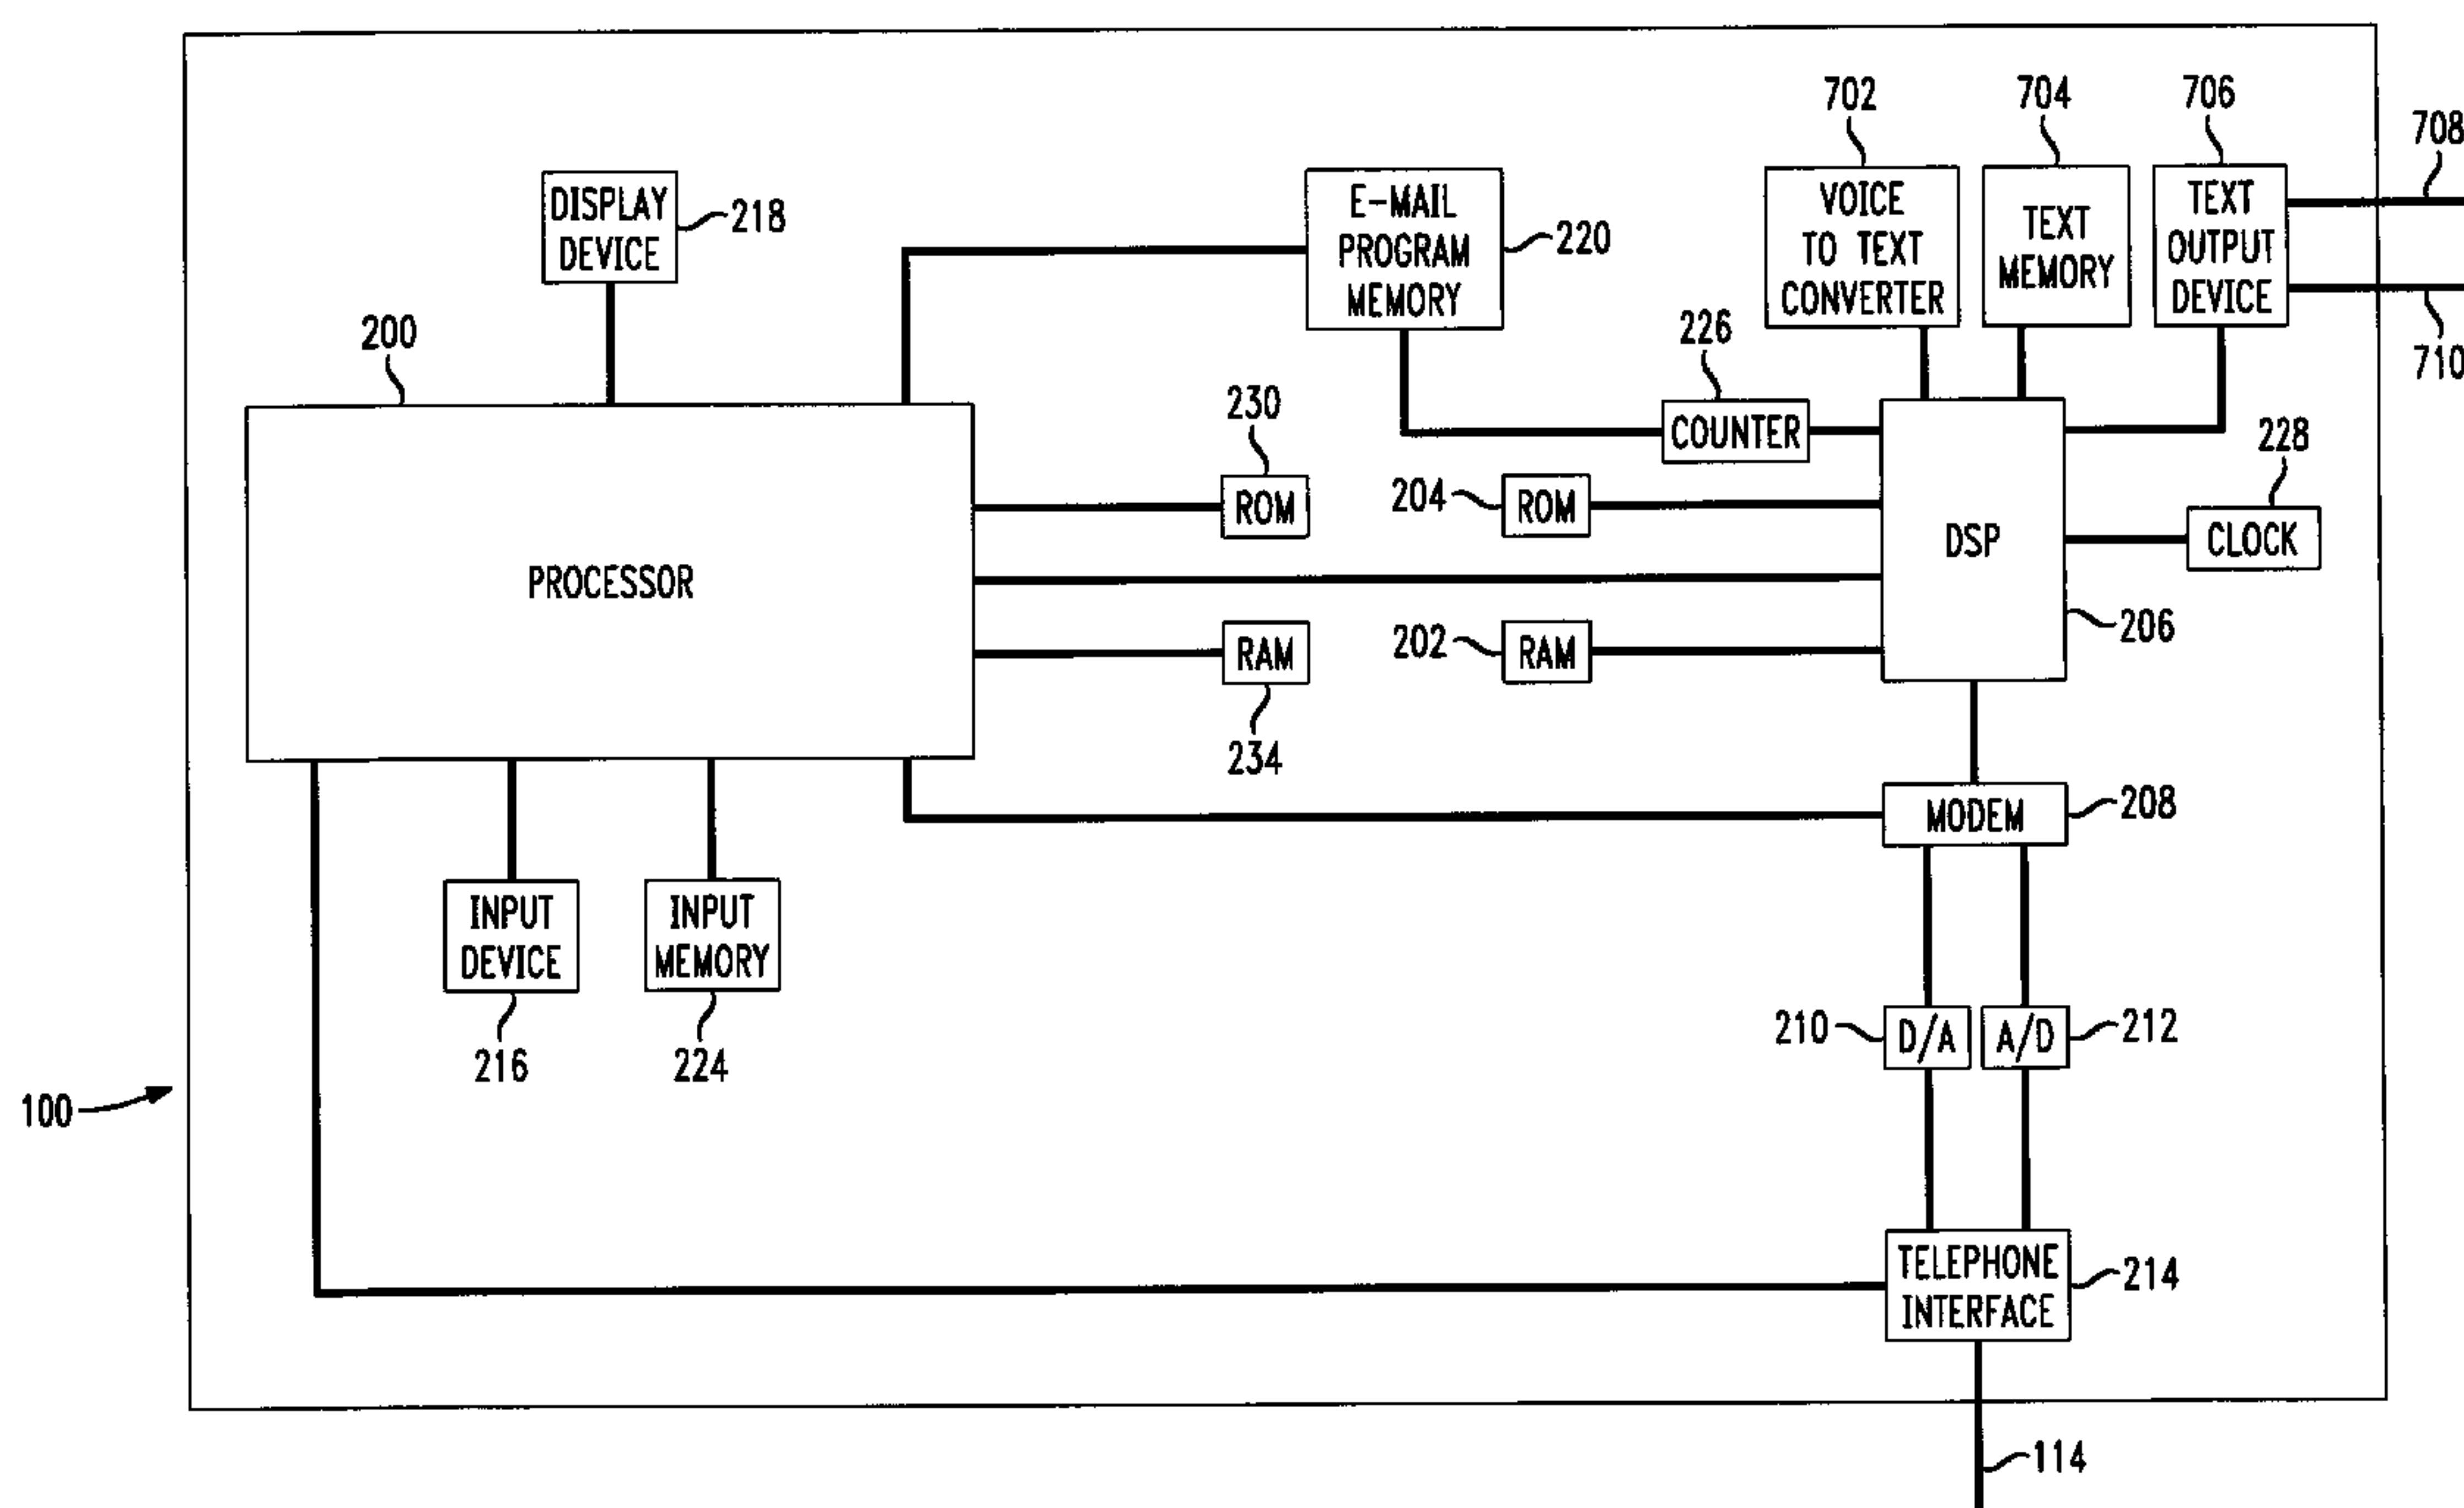 702
704
706
708
DISPLAY
DEVICE
218
E-MAIL
PROGRAM
MEMORY
220
VOICE
TO TEXT
CONVERTER
TEXT
MEMORY
TEXT
OUTPUT
DEVICE
710
200
226
COUNTER
230
ROM
204
ROM
228
CLOCK
PROCESSOR
DSP
206
RAM
234
202
RAM
MODEM
208
INPUT
DEVICE
216
INPUT
MEMORY
224
210
D/A
A/D
212
100
TELEPHONE
INTERFACE
214
114